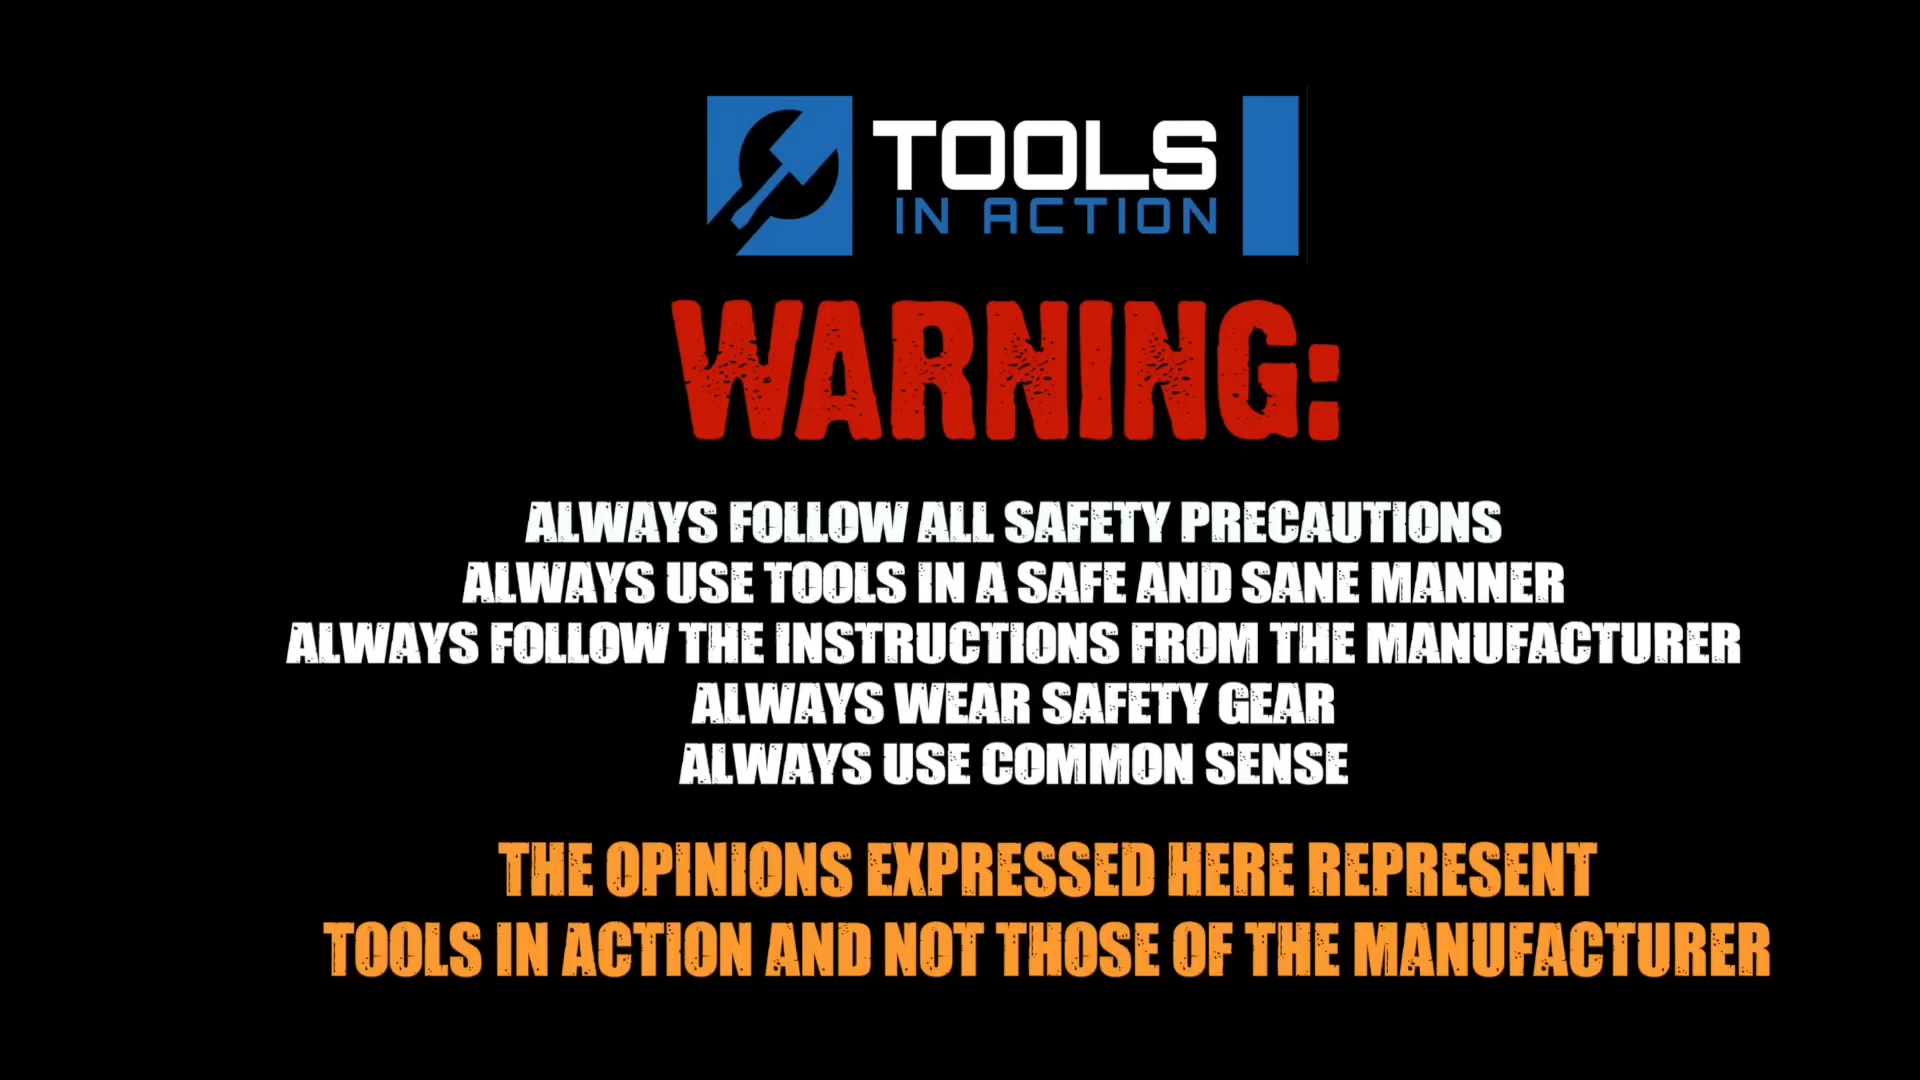 TOOLS
IN ACTION
WARNING:
ALWAYS FOLLOW ALL SAFETY PRECAUTIONS
ALWAYS USE TOOLS IN A SAFE AND SANE MANNER
ALWAYS FOLLOW THE INSTRUCTIONS FROM THE MANUFACTURER
ALWAYS WEAR SAFETY GEAR
ALWAYS USE COMMON SENSE
THE OPINIONS EXPRESSED HERE REPRESENT
TOOLS IN ACTION AND NOT THOSE OF THE MANUFACTURER